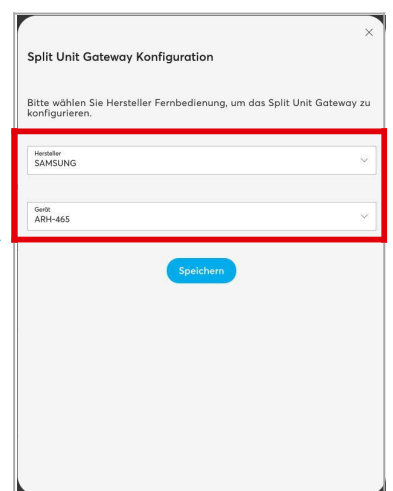 Split Unit Gateway Konfiguration
Bitte wählen Sie Hersteller Fernbedienung, um das Split Unit Gateway zu
konfigurieren.
Hersteller
SAMSUNG
Gerät
ARH-465
Speichern